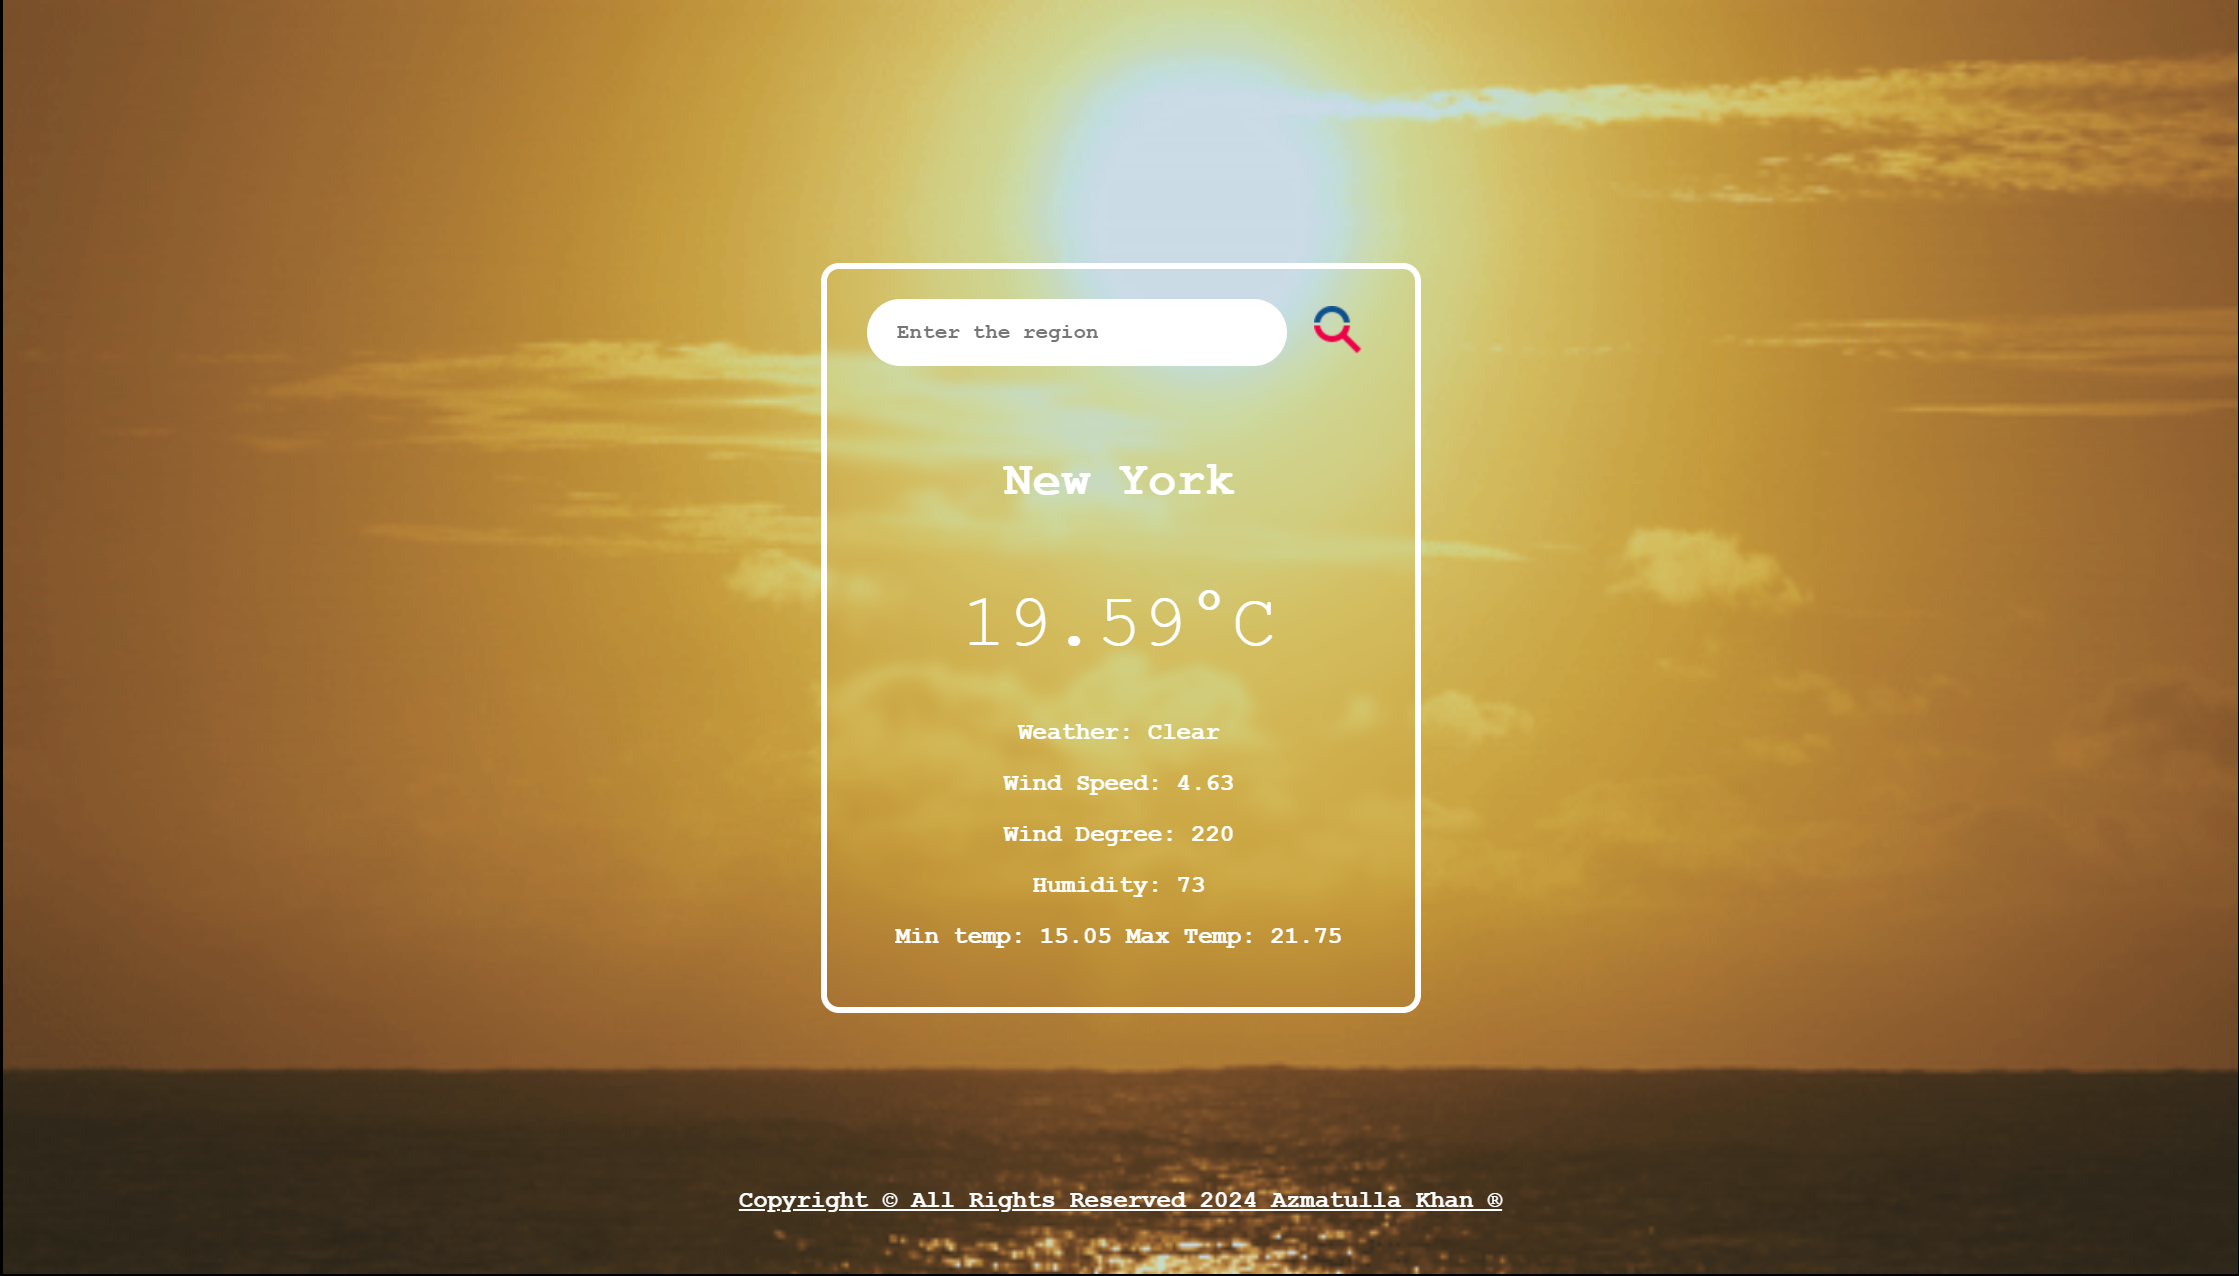 Enter the region
New York
19.59°C
Weather: Clear
Wind Speed: 4.63
Wind Degree: 220
Humidity: 73
Min temp: 15.05 Max Temp: 21.75
Copyright © All Rights Reserved 2024 Azmatulla Khan ®